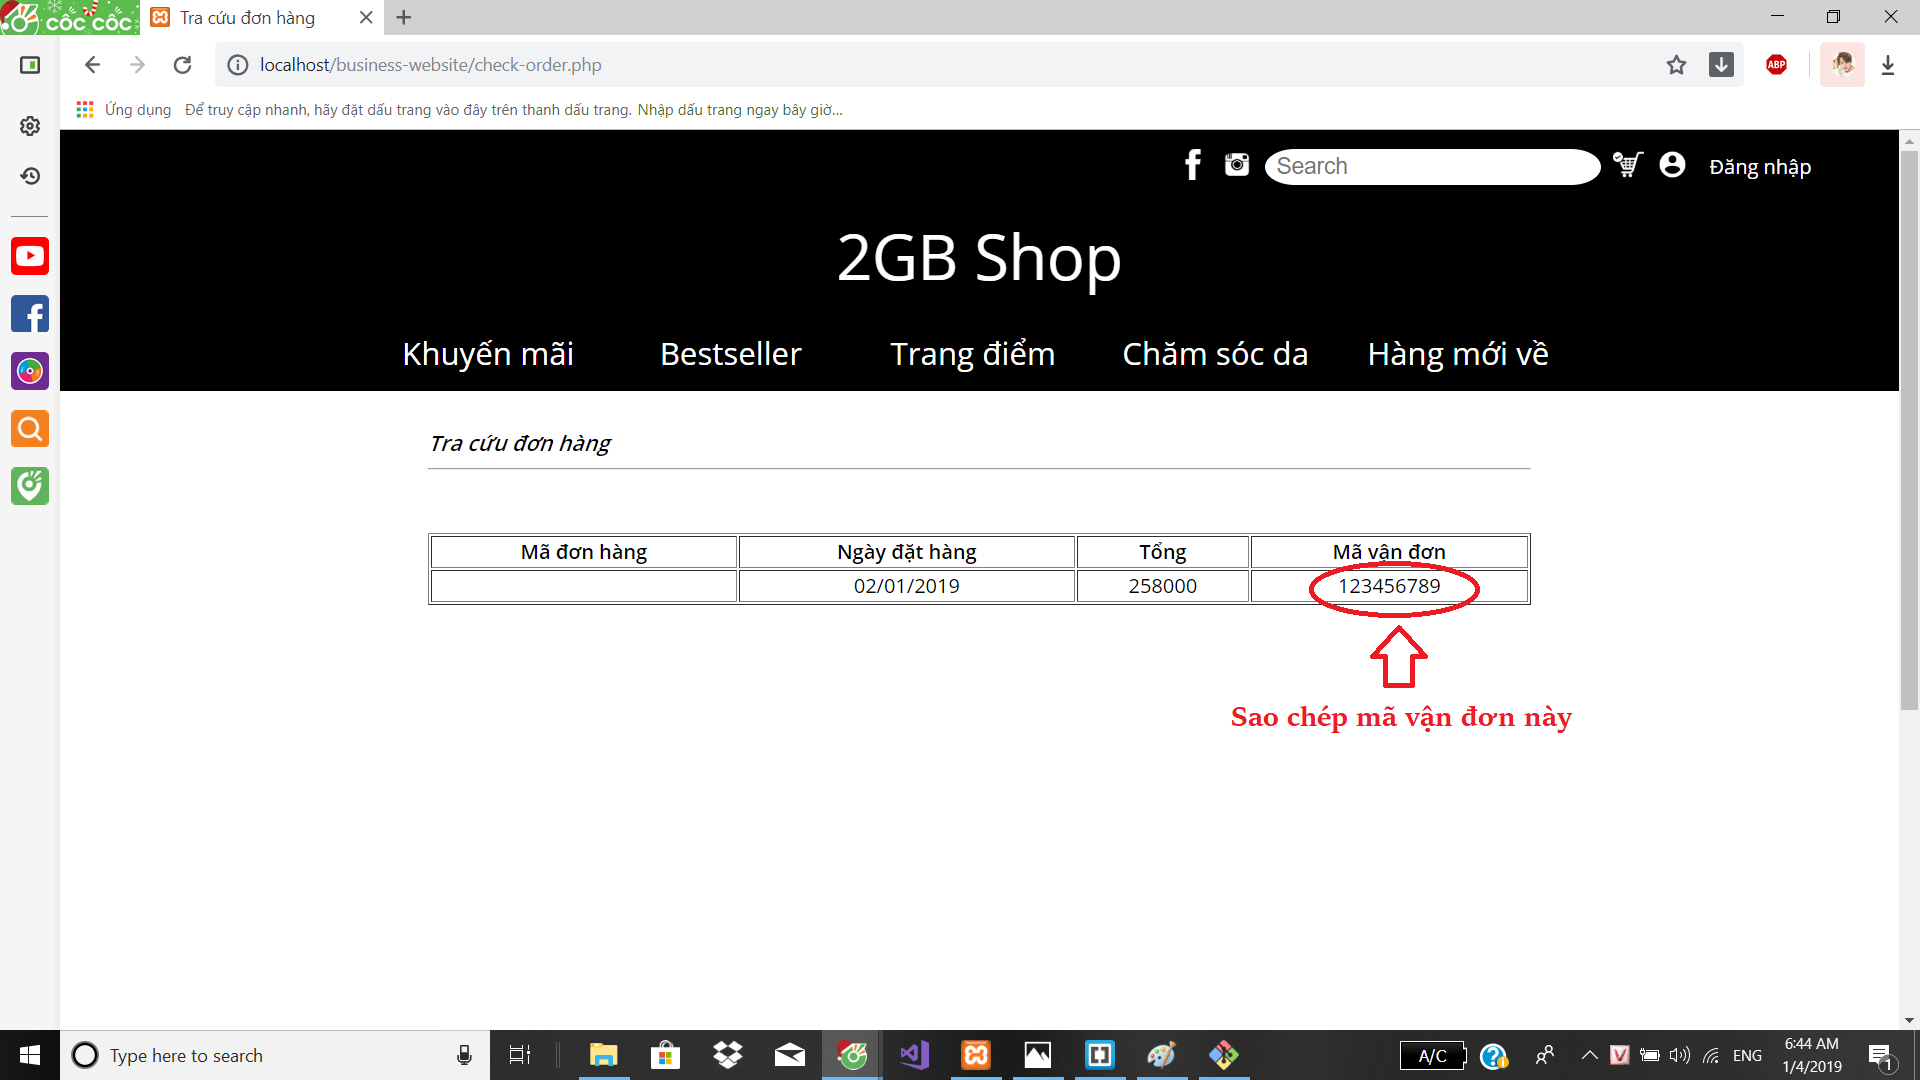 CỐC CỐC
Tra cứu đơn hàng
localhost/business-website/check-order.php
ABP
Ứng dụng Để truy cập nhanh, hãy đặt dấu trang vào đây trên thanh dấu trang. Nhập dấu trang ngay bây giờ...
Search
Đăng nhập
2GB Shop
Khuyến mãi Bestseller Trang điểm Chăm sóc da Hàng mới về
Tra cứu đơn hàng
Mã đơn hàng Ngày đặt hàng Tổng Mã vận đơn
02/01/2019 258000 123456789
Sao chép mã vận đơn này
Type here to search
A/C
ENG
6:44 AM
1/4/2019
1